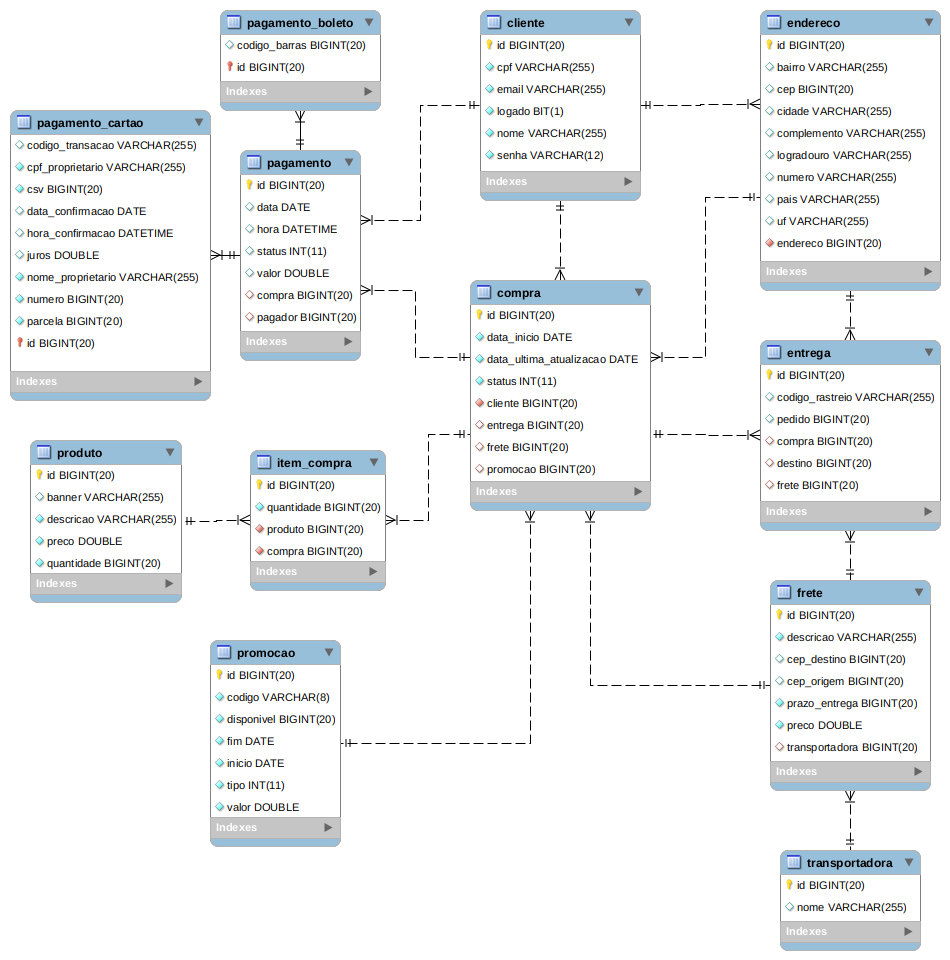 pagamento_boleto
codigo_barras BIGINT(20)
id BIGINT(20)
Indexes
cliente
id BIGINT(20)
cpf VARCHAR(255)
email VARCHAR(255)
logado BIT(1)
nome VARCHAR(255)
senha VARCHAR(12)
Indexes
endereco
id BIGINT(20)
bairro VARCHAR(255)
cep BIGINT(20)
cidade VARCHAR(255)
complemento VARCHAR(255)
logradouro VARCHAR(255)
numero VARCHAR(255)
pais VARCHAR(255)
uf VARCHAR(255)
endereco BIGINT(20)
Indexes
pagamento_cartao
codigo_transacao VARCHAR(255)
cpf_proprietario VARCHAR(255)
csv BIGINT(20)
data_confirmacao DATE
hora_confirmacao DATETIME
juros DOUBLE
nome_proprietario VARCHAR(255)
numero BIGINT(20)
parcela BIGINT(20)
id BIGINT(20)
Indexes
pagamento
id BIGINT(20)
data DATE
hora DATETIME
status INT(11)
valor DOUBLE
compra BIGINT(20)
pagador BIGINT(20)
Indexes
compra
id BIGINT(20)
data_inicio DATE
data_ultima_atualizacao DATE
status INT(11)
cliente BIGINT(20)
entrega BIGINT(20)
frete BIGINT(20)
promocao BIGINT(20)
Indexes
entrega
id BIGINT(20)
codigo_rastreio VARCHAR(255)
pedido BIGINT(20)
compra BIGINT(20)
destino BIGINT(20)
frete BIGINT(20)
Indexes
produto
id BIGINT(20)
banner VARCHAR(255)
descricao VARCHAR(255)
preco DOUBLE
quantidade BIGINT(20)
Indexes
item_compra
id BIGINT(20)
quantidade BIGINT(20)
produto BIGINT(20)
compra BIGINT(20)
Indexes
frete
id BIGINT(20)
descricao VARCHAR(255)
cep_destino BIGINT(20)
cep_origem BIGINT(20)
prazo_entrega BIGINT(20)
preco DOUBLE
transportadora BIGINT(20)
Indexes
promocao
id BIGINT(20)
codigo VARCHAR(8)
disponivel BIGINT(20)
fim DATE
inicio DATE
tipo INT(11)
valor DOUBLE
Indexes
transportadora
id BIGINT(20)
nome VARCHAR(255)
Indexes